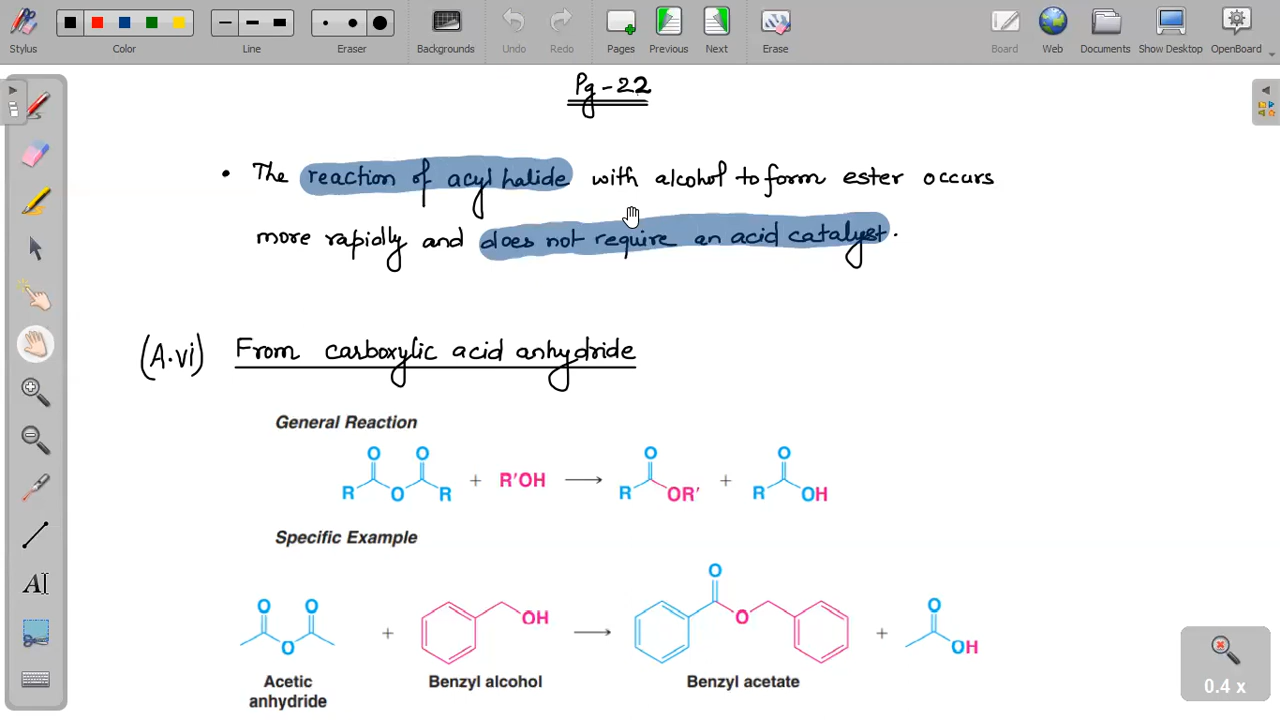 Stylus
Color
Line
Eraser
Backgrounds
Undo
Redo
Pages
Previous
Next
Erase
Board
Web
Documents
Show Desktop
OpenBoard
Pg-22
• The reaction of acyl halide with alcohol to form ester occurs
more rapidly and does not require an acid catalyst.
(A.vi) From carboxylic acid anhydride
General Reaction
O O O O
R O R + R'OH → R OR' + R OH
Specific Example
O O O O
O + OH → O + OH
Acetic anhydride
Benzyl alcohol
Benzyl acetate
0.4 x